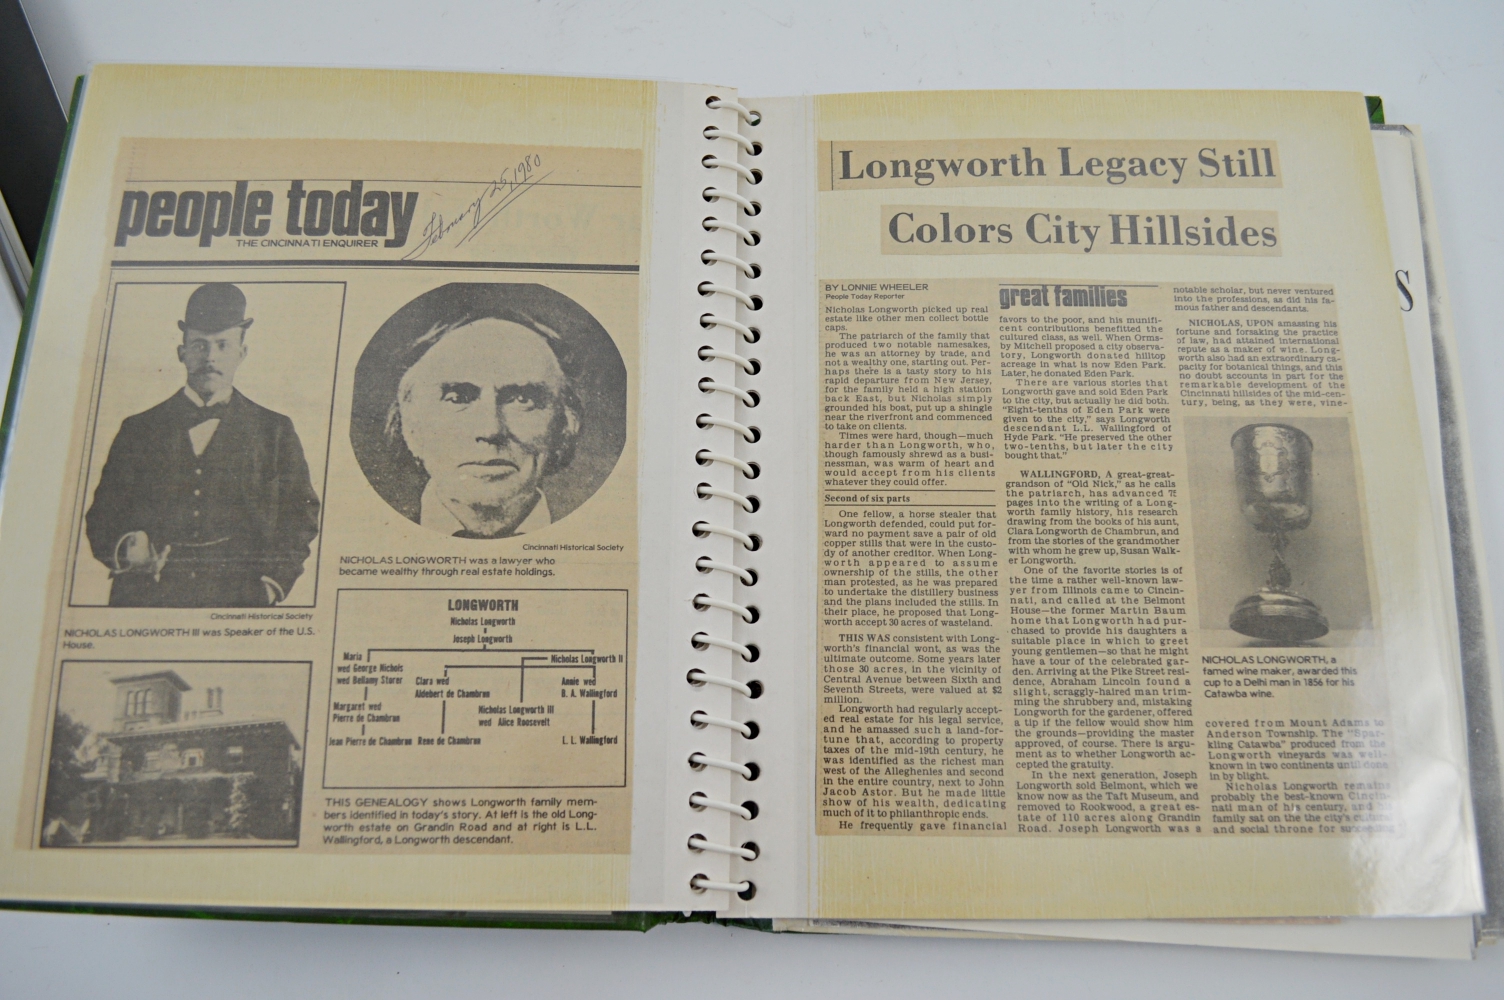 people today
THE CINCINNATI ENQUIRER
February 25, 1980
Cincinnati Historical Society
NICHOLAS LONGWORTH was a lawyer who
became wealthy through real estate holdings.
Cincinnati Historical Society
NICHOLAS LONGWORTH III was Speaker of the U.S.
House.
LONGWORTH
Nicholas Longworth
Joseph Longworth
Maria
wed George Nichols
wed Bellamy Storer
Nicholas Longworth II
Clara wed
Aldebert de Chambrun
Annie wed
B. A. Wallingford
Margaret wed
Pierre de Chambrun
Nicholas Longworth III
wed Alice Roosevelt
Jean Pierre de Chambrun
Rene de Chambrun
L. L. Wallingford
THIS GENEALOGY shows Longworth family mem-
bers identified in today's story. At left is the old Long-
worth estate on Grandin Road and at right is L.L.
Wallingford, a Longworth descendant.
Longworth Legacy Still
Colors City Hillsides
BY LONNIE WHEELER
People Today Reporter
Nicholas Longworth picked up real
estate like other men collect bottle
caps.
The patriarch of the family that
produced two notable namesakes,
he was an attorney by trade, and
not a wealthy one, starting out. Per-
haps there is a tasty story to his
rapid departure from New Jersey,
for the family held a high station
back East, but Nicholas simply
grounded his boat, put up a shingle
near the riverfront and commenced
to take on clients.
Times were hard, though—much
harder than Longworth, who,
though famously shrewd as a busi-
nessman, was warm of heart and
would accept from his clients
whatever they could offer.
Second of six parts
One fellow, a horse stealer that
Longworth defended, could put for-
ward no payment save a pair of old
copper stills that were in the custo-
dy of another creditor. When Long-
worth appeared to assume
ownership of the stills, the other
man protested, as he was prepared
to undertake the distillery business
and the plans included the stills. In
their place, he proposed that Long-
worth accept 30 acres of wasteland.
THIS WAS consistent with Long-
worth's financial wont, as was the
ultimate outcome. Some years later
those 30 acres, in the vicinity of
Central Avenue between Sixth and
Seventh Streets, were valued at $2
million.
Longworth had regularly accept-
ed real estate for his legal service,
and he amassed such a land-for-
tune that, according to property
taxes of the mid-19th century, he
was identified as the richest man
west of the Alleghenies and second
in the entire country, next to John
Jacob Astor. But he made little
show of his wealth, dedicating
much of it to philanthropic ends.
He frequently gave financial
great families
favors to the poor, and his munifi-
cent contributions benefitted the
cultured class, as well. When Orms-
by Mitchell proposed a city observa-
tory, Longworth donated hilltop
acreage in what is now Eden Park.
Later, he donated Eden Park.
There are various stories that
Longworth gave and sold Eden Park
to the city, but actually he did both.
"Eight-tenths of Eden Park were
given to the city," says Longworth
descendant L.L. Wallingford of
Hyde Park. "He preserved the other
two-tenths, but later the city
bought that."
WALLINGFORD, A great-great-
grandson of "Old Nick," as he calls
the patriarch, has advanced 75
pages into the writing of a Long-
worth family history, his research
drawing from the books of his aunt,
Clara Longworth de Chambrun, and
from the stories of the grandmother
with whom he grew up, Susan Walk-
er Longworth.
One of the favorite stories is of
the time a rather well-known law-
yer from Illinois came to Cincin-
nati, and called at the Belmont
House—the former Martin Baum
home that Longworth had pur-
chased to provide his daughters a
suitable place in which to greet
young gentlemen—so that he might
have a tour of the celebrated gar-
den. Arriving at the Pike Street resi-
dence, Abraham Lincoln found a
slight, scraggly-haired man trim-
ming the shrubbery and, mistaking
Longworth for the gardener, offered
a tip if the fellow would show him
the grounds—providing the master
approved, of course. There is argu-
ment as to whether Longworth ac-
cepted the gratuity.
In the next generation, Joseph
Longworth sold Belmont, which we
know now as the Taft Museum, and
removed to Rookwood, a great es-
tate of 110 acres along Grandin
Road. Joseph Longworth was a
notable scholar, but never ventured
into the professions, as did his fa-
mous father and descendants.
NICHOLAS, UPON amassing his
fortune and forsaking the practice
of law, had attained international
repute as a maker of wine. Long-
worth also had an extraordinary ca-
pacity for botanical things, and this
no doubt accounts in part for the
remarkable development of the
Cincinnati hillsides of the mid-cen-
tury, being, as they were, vine-
NICHOLAS LONGWORTH, a
famed wine maker, awarded this
cup to a Delhi man in 1856 for his
Catawba wine.
covered from Mount Adams to
Anderson Township. The "Spar-
kling Catawba" produced from the
Longworth vineyards was well-
known in two continents until done
in by blight.
Nicholas Longworth remains
probably the best-known Cincin-
nati man of his century, and his
family sat on the the city's cultural
and social throne for succeeding
S